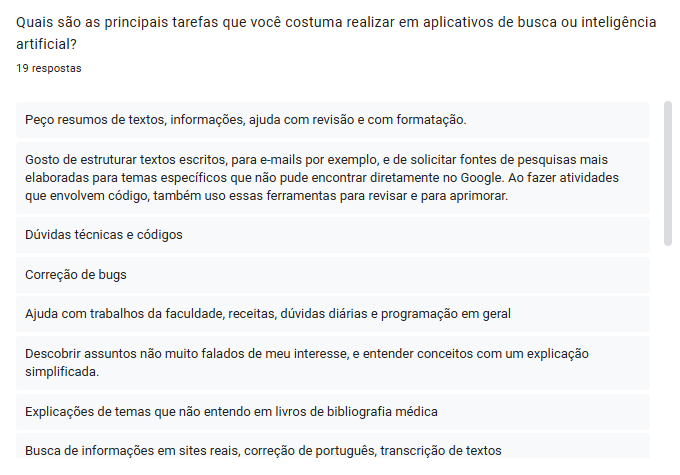 Quais são as principais tarefas que você costuma realizar em aplicativos de busca ou inteligência
artificial?
19 respostas
Peço resumos de textos, informações, ajuda com revisão e com formatação.
Gosto de estruturar textos escritos, para e-mails por exemplo, e de solicitar fontes de pesquisas mais
elaboradas para temas específicos que não pude encontrar diretamente no Google. Ao fazer atividades
que envolvem código, também uso essas ferramentas para revisar e para aprimorar.
Dúvidas técnicas e códigos
Correção de bugs
Ajuda com trabalhos da faculdade, receitas, dúvidas diárias e programação em geral
Descobrir assuntos não muito falados de meu interesse, e entender conceitos com um explicação
simplificada.
Explicações de temas que não entendo em livros de bibliografia médica
Busca de informações em sites reais, correção de português, transcrição de textos